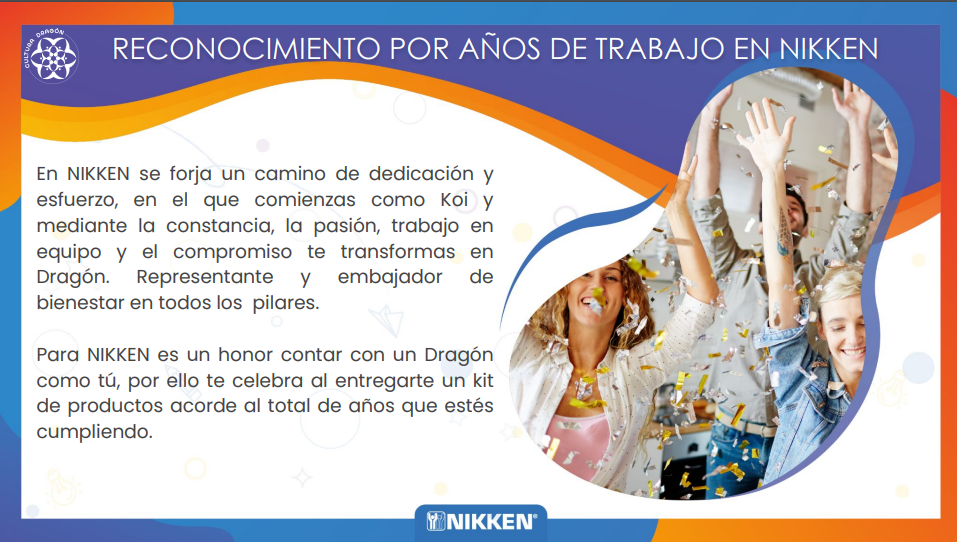 CULTURA DRAGÓN
RECONOCIMIENTO POR AÑOS DE TRABAJO EN NIKKEN
En NIKKEN se forja un camino de dedicación y
esfuerzo, en el que comienzas como Koi y
mediante la constancia, la pasión, trabajo en
equipo y el compromiso te transformas en
Dragón. Representante y embajador de
bienestar en todos los pilares.
Para NIKKEN es un honor contar con un Dragón
como tú, por ello te celebra al entregarte un kit
de productos acorde al total de años que estés
cumpliendo.
NIKKEN®